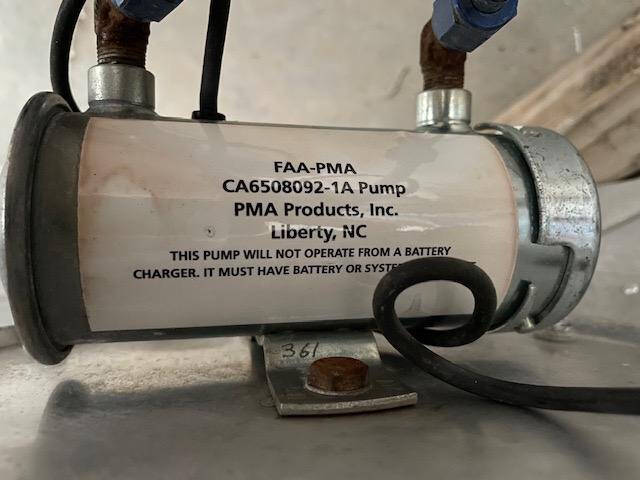 FAA-PMA
CA6508092-1A Pump
PMA Products, Inc.
Liberty, NC
THIS PUMP WILL NOT OPERATE FROM A BATTERY
CHARGER. IT MUST HAVE BATTERY OR
361